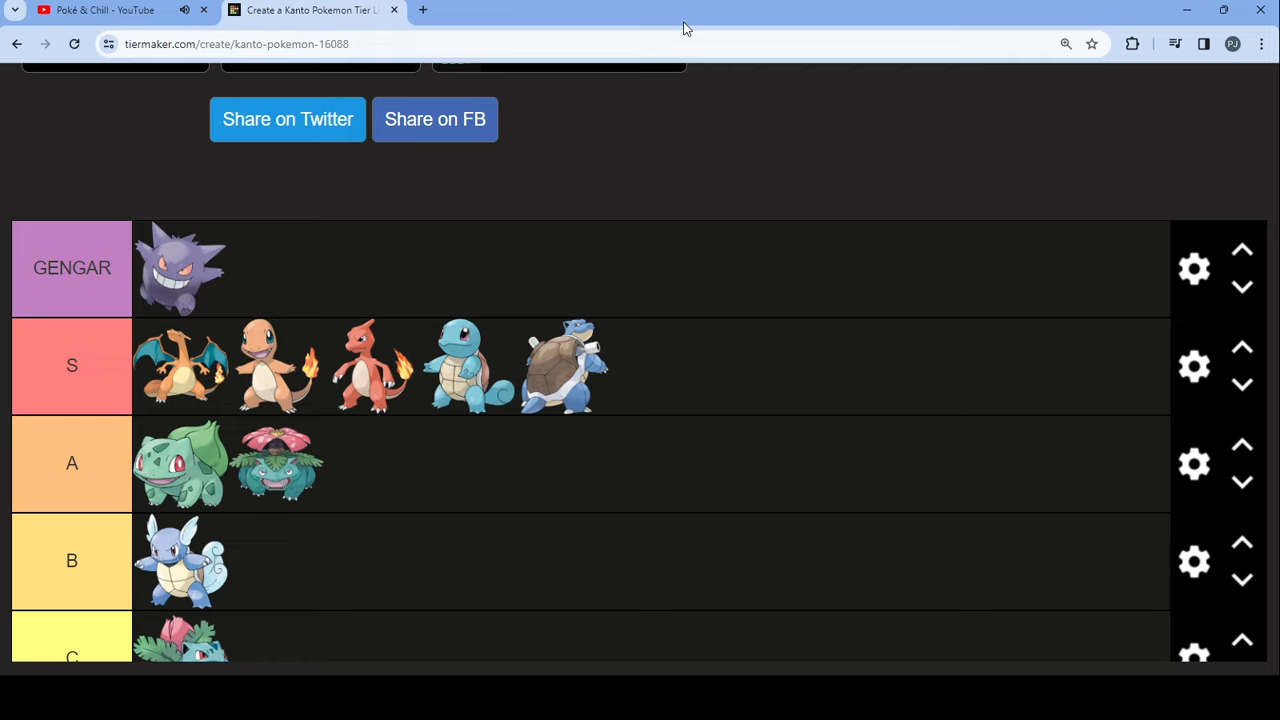 Poké & Chill - YouTube
Create a Kanto Pokemon Tier Li
tiermaker.com/create/kanto-pokemon-16088
PJ
Share on Twitter
Share on FB
GENGAR
S
A
B
C